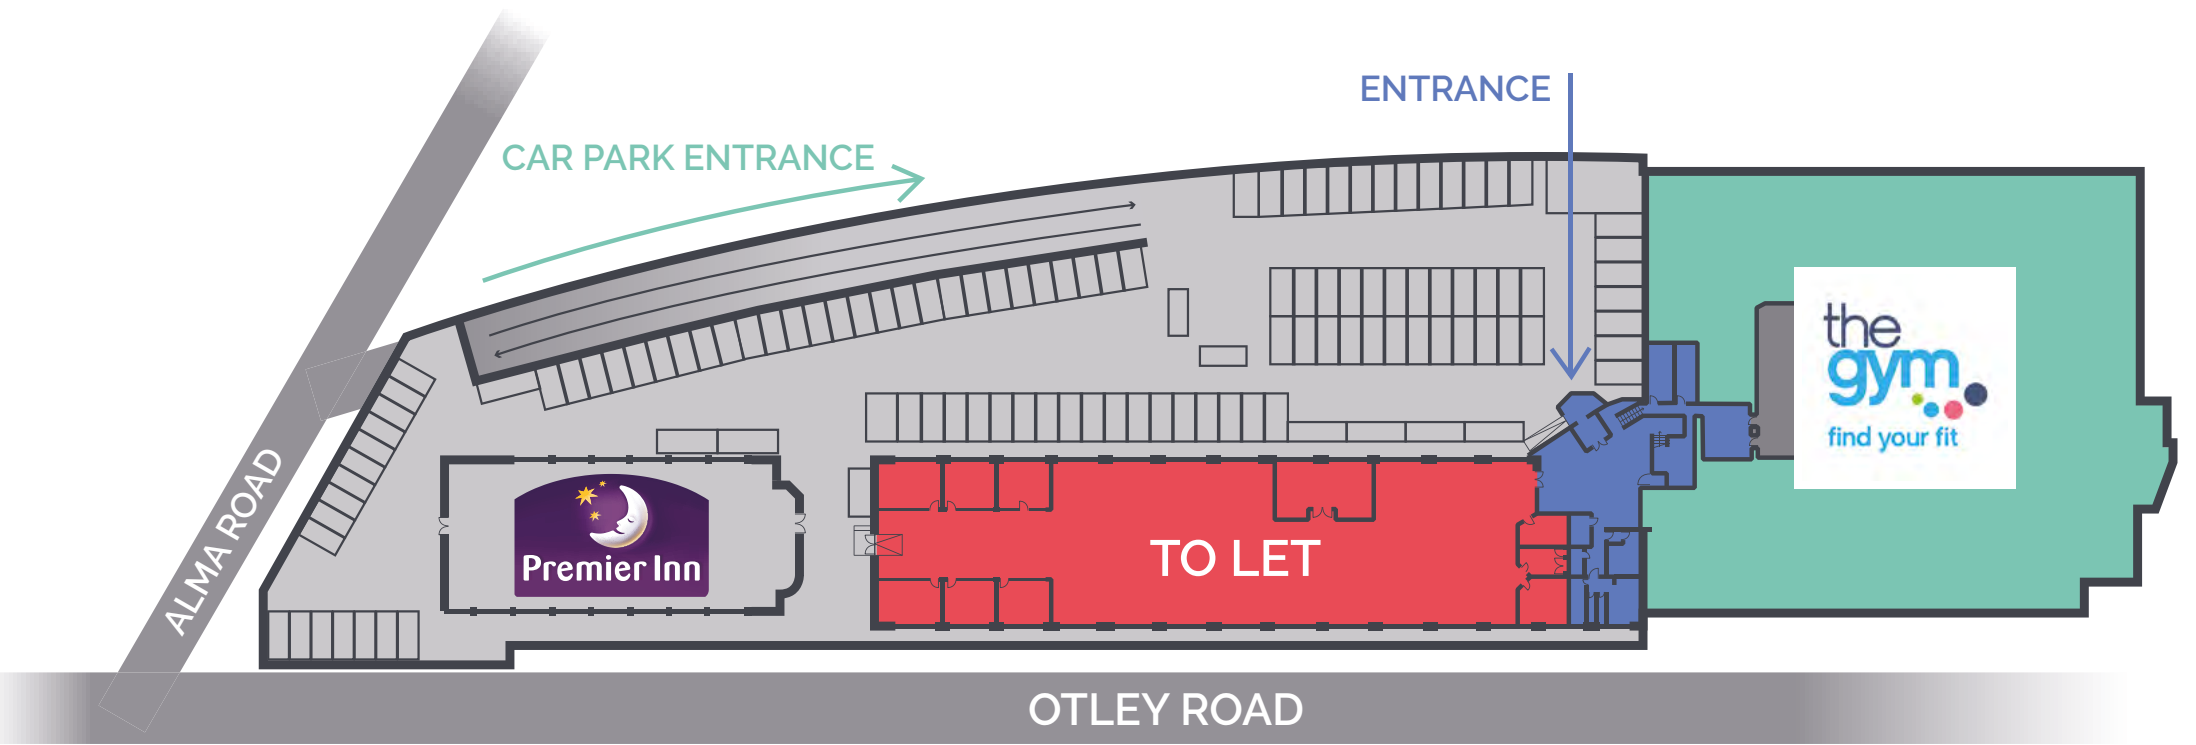 ENTRANCE
CAR PARK ENTRANCE
the
gym
find your fit
ALMA ROAD
Premier Inn
TO LET
OTLEY ROAD